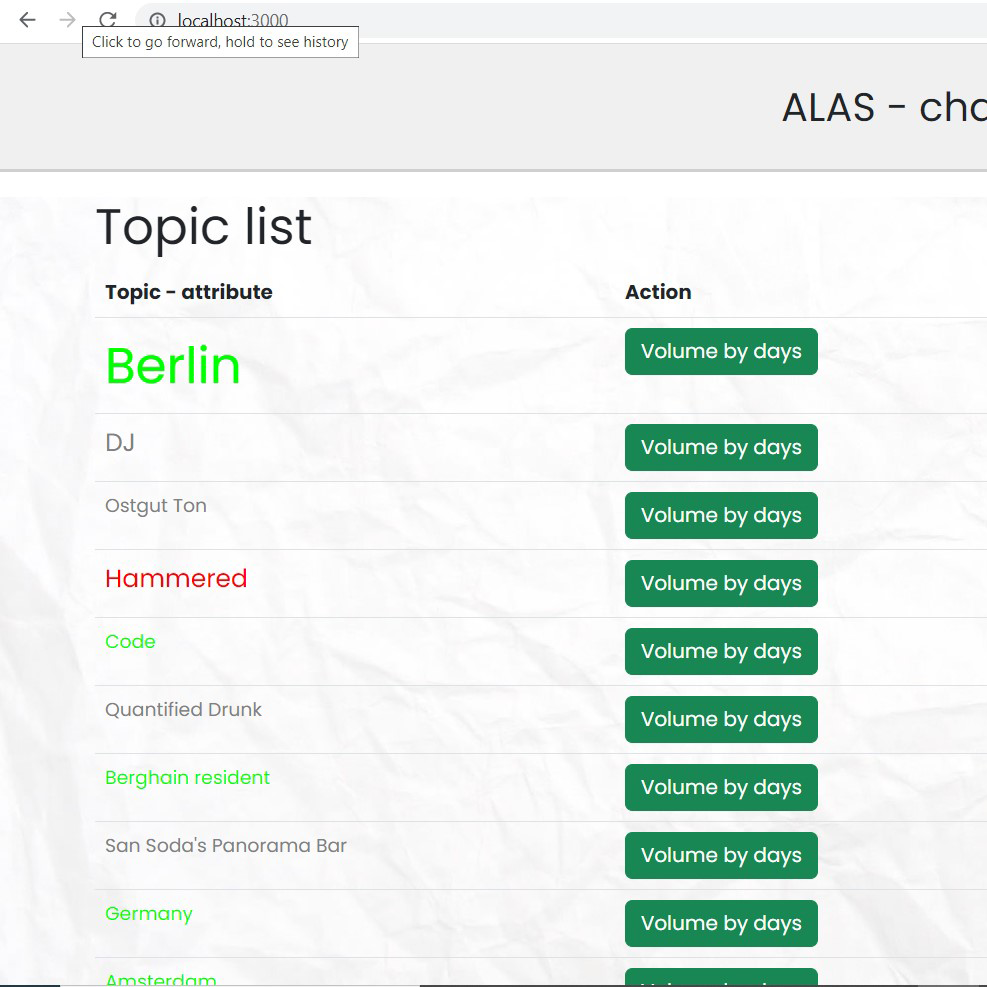 localhost:3000
Click to go forward, hold to see history
ALAS - cha
Topic list
Topic - attribute Action
Berlin Volume by days
DJ Volume by days
Ostgut Ton Volume by days
Hammered Volume by days
Code Volume by days
Quantified Drunk Volume by days
Berghain resident Volume by days
San Soda's Panorama Bar Volume by days
Germany Volume by days
Amsterdam